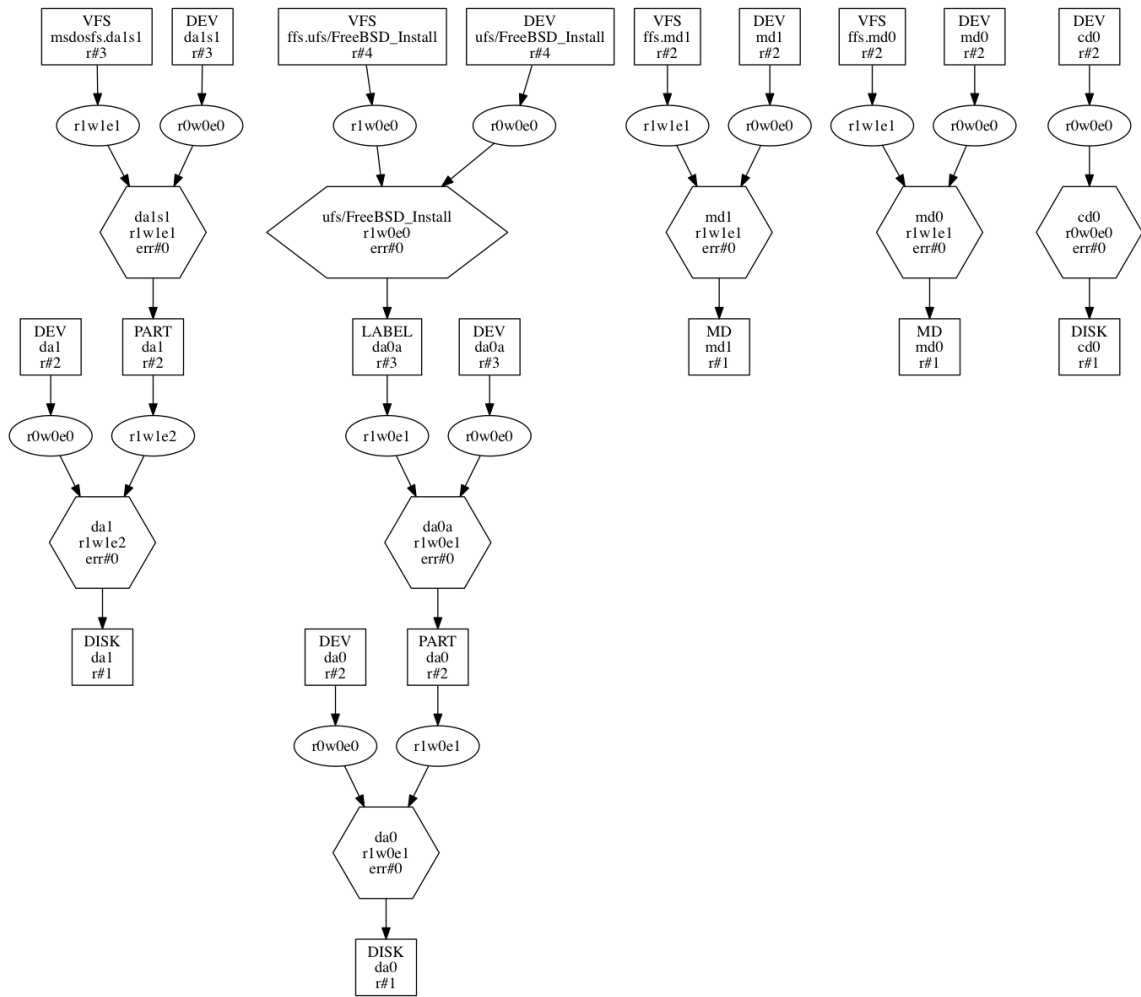 VFS
msdosfs.da1s1
r#3
DEV
da1s1
r#3
VFS
ffs.ufs/FreeBSD_Install
r#4
DEV
ufs/FreeBSD_Install
r#4
VFS
ffs.md1
r#2
DEV
md1
r#2
VFS
ffs.md0
r#2
DEV
md0
r#2
DEV
cd0
r#2
r1w1e1
r0w0e0
r1w0e0
r0w0e0
r1w1e1
r0w0e0
r1w1e1
r0w0e0
r0w0e0
da1s1
r1w1e1
err#0
ufs/FreeBSD_Install
r1w0e0
err#0
md1
r1w1e1
err#0
md0
r1w1e1
err#0
cd0
r0w0e0
err#0
DEV
da1
r#2
PART
da1
r#2
LABEL
da0a
r#3
DEV
da0a
r#3
MD
md1
r#1
MD
md0
r#1
DISK
cd0
r#1
r0w0e0
r1w1e2
r1w0e1
r0w0e0
da1
r1w1e2
err#0
da0a
r1w0e1
err#0
DISK
da1
r#1
DEV
da0
r#2
PART
da0
r#2
r0w0e0
r1w0e1
da0
r1w0e1
err#0
DISK
da0
r#1